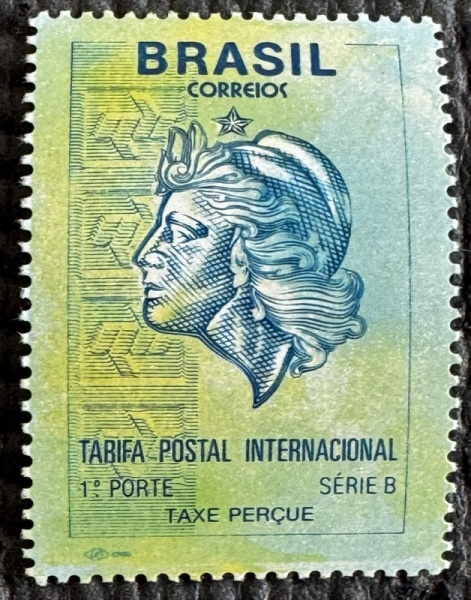 BRASIL
CORREIOS
TARIFA POSTAL INTERNACIONAL
1º PORTE SÉRIE B
TAXE PERÇUE